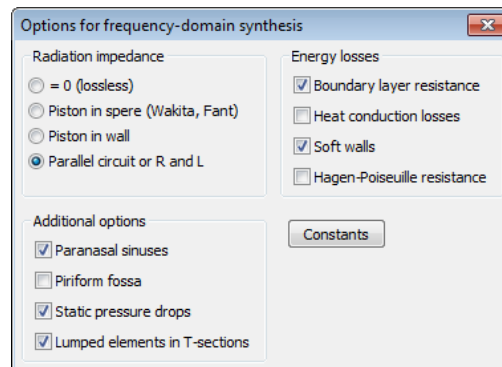 Options for frequency-domain synthesis
Radiation impedance
= 0 (lossless)
Piston in spere (Wakita, Fant)
Piston in wall
Parallel circuit or R and L
Energy losses
Boundary layer resistance
Heat conduction losses
Soft walls
Hagen-Poiseuille resistance
Additional options
Paranasal sinuses
Piriform fossa
Static pressure drops
Lumped elements in T-sections
Constants